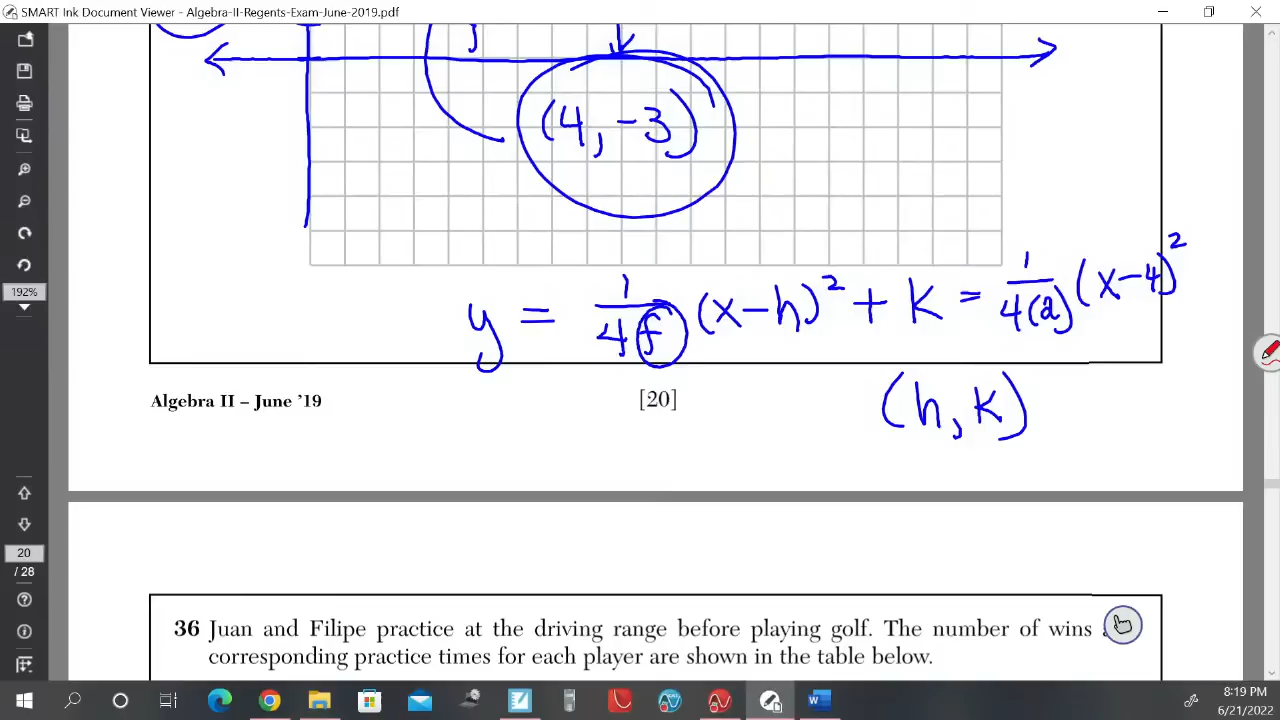 SMART Ink Document Viewer - Algebra-II-Regents-Exam-June-2019.pdf
(4, -3)
y = 1/4f (x-h)² + k = 1/4(2) (x-4)²
192%
Algebra II – June ’19
[20]
(h, k)
20
/ 28
36 Juan and Filipe practice at the driving range before playing golf. The number of wins
corresponding practice times for each player are shown in the table below.
8:19 PM
6/21/2022